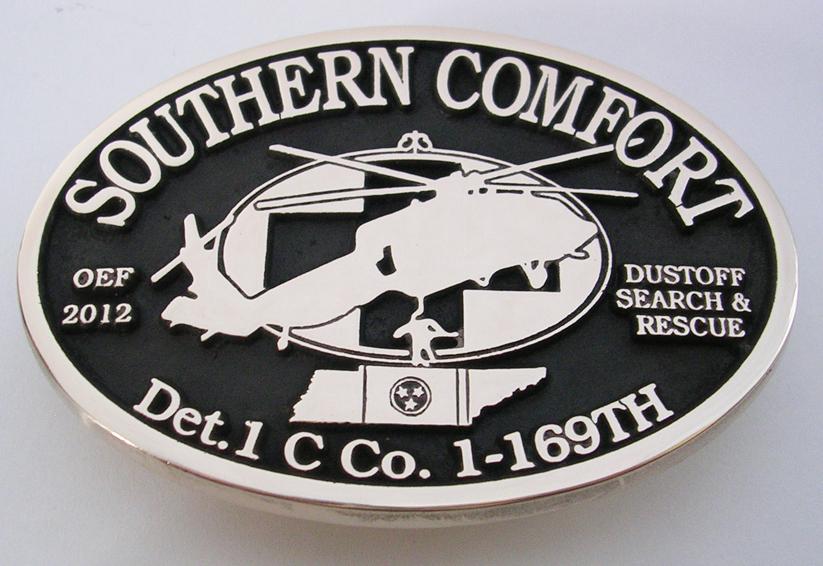 SOUTHERN COMFORT
OEF
2012
DUSTOFF
SEARCH &
RESCUE
Det.1 C Co. 1-169TH